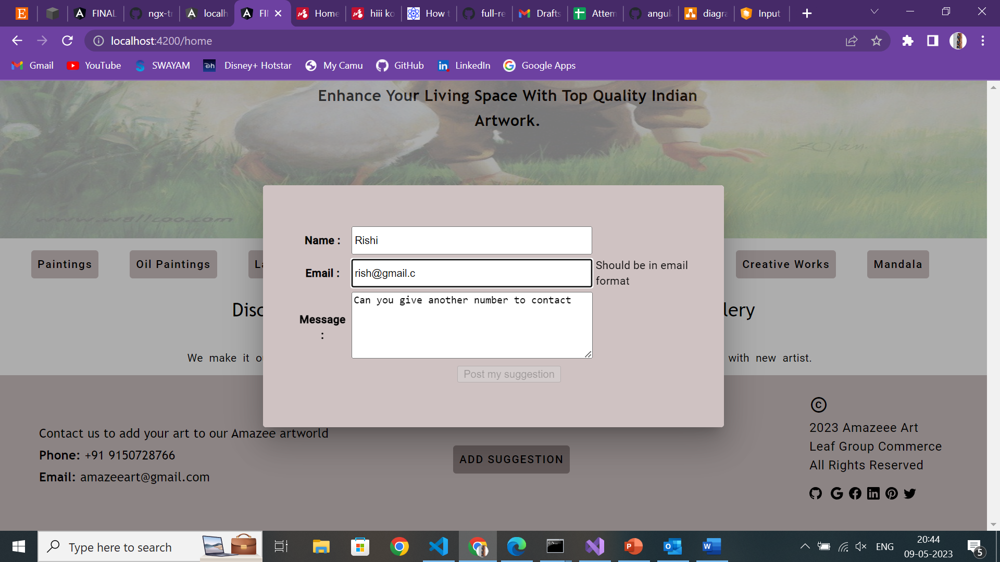 FINAL
ngx-tr
localh
FI
Home
hiii ko
How t
full-re
Drafts
Attem
angul
diagra
Input
localhost:4200/home
Gmail
YouTube
SWAYAM
Disney+ Hotstar
My Camu
GitHub
LinkedIn
Google Apps
Enhance Your Living Space With Top Quality Indian
Artwork.
www.wallcoo.com
Name :
Rishi
Email :
rish@gmail.c
Should be in email
format
Message
:
Can you give another number to contact
Post my suggestion
Paintings
Oil Paintings
Creative Works
Mandala
Disc
lery
We make it
with new artist.
Contact us to add your art to our Amazee artworld
Phone: +91 9150728766
Email: amazeeart@gmail.com
ADD SUGGESTION
©
2023 Amazeee Art
Leaf Group Commerce
All Rights Reserved
Type here to search
ENG
20:44
09-05-2023
5